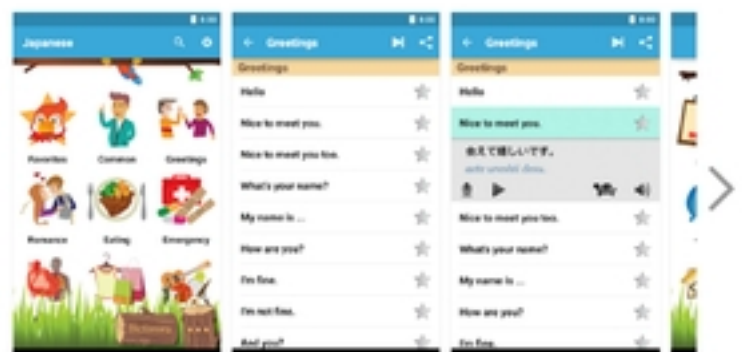 Japanese
Favorites
Common
Greetings
Romance
Eating
Emergency
Dictionary
Greetings
Greetings
Hello
Nice to meet you.
Nice to meet you too.
What's your name?
My name is ...
How are you?
I'm fine.
I'm not fine.
And you?
Greetings
Greetings
Hello
Nice to meet you.
会えて嬉しいです。
Nice to meet you too.
What's your name?
My name is ...
How are you?
I'm fine.